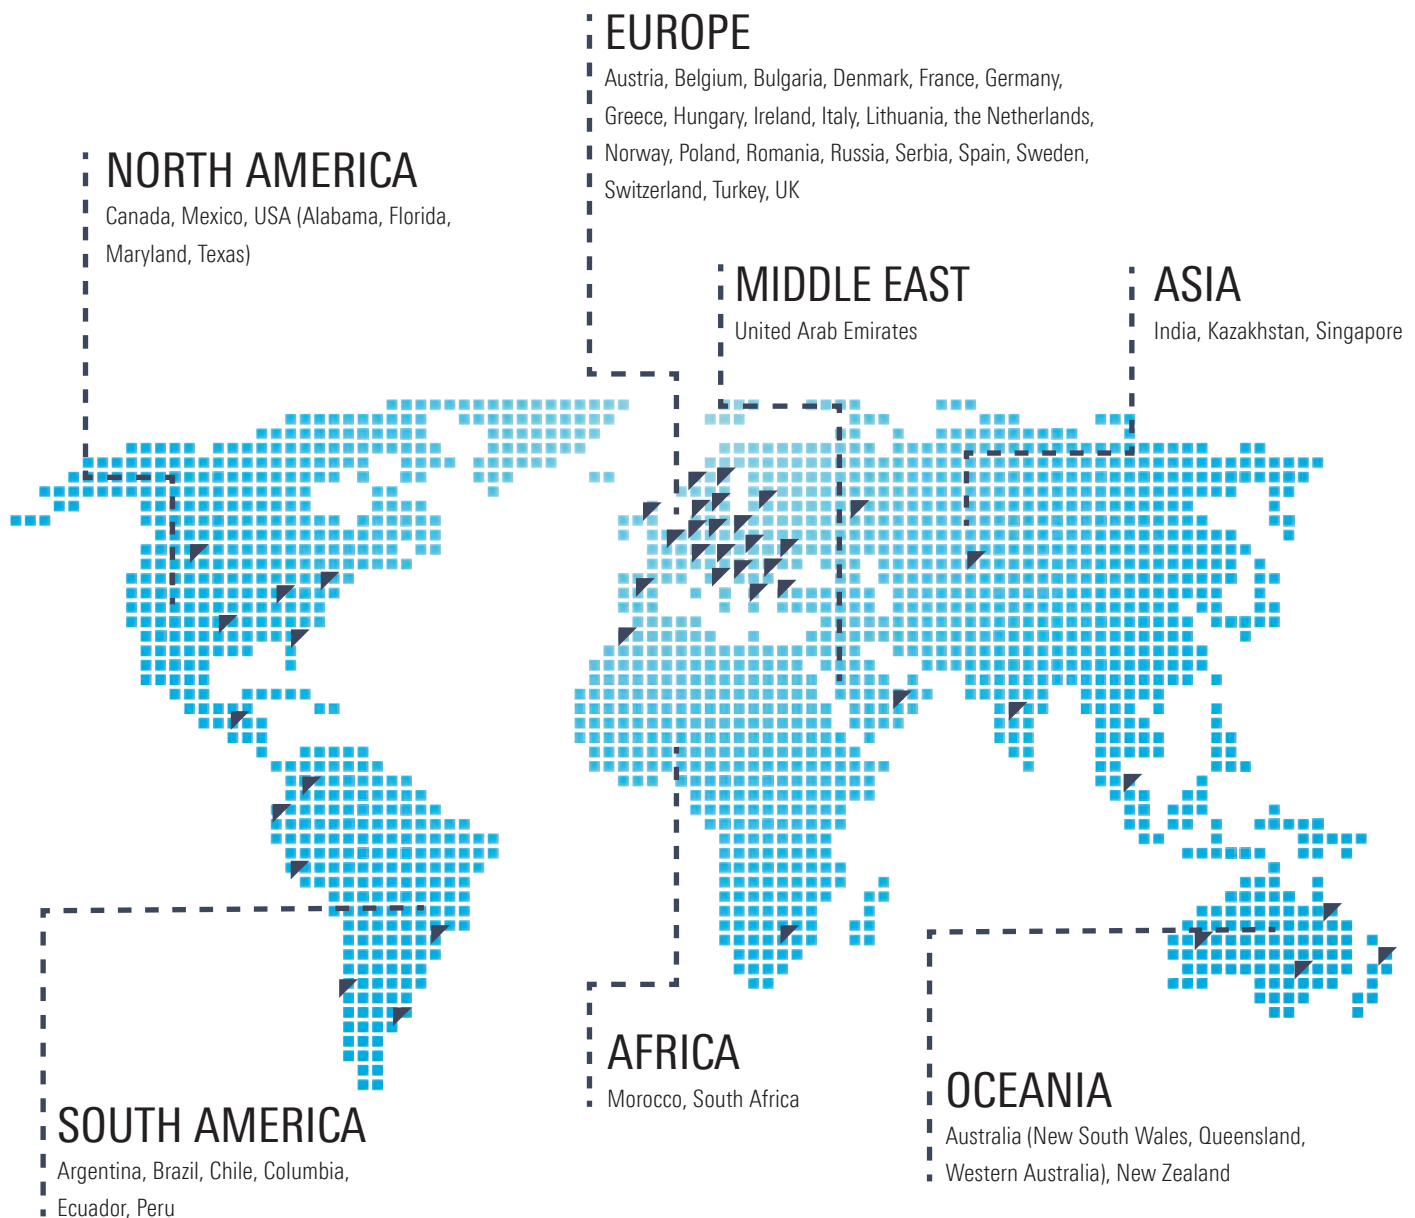 EUROPE
Austria, Belgium, Bulgaria, Denmark, France, Germany,
Greece, Hungary, Ireland, Italy, Lithuania, the Netherlands,
Norway, Poland, Romania, Russia, Serbia, Spain, Sweden,
Switzerland, Turkey, UK
NORTH AMERICA
Canada, Mexico, USA (Alabama, Florida,
Maryland, Texas)
MIDDLE EAST
United Arab Emirates
ASIA
India, Kazakhstan, Singapore
AFRICA
Morocco, South Africa
OCEANIA
Australia (New South Wales, Queensland,
Western Australia), New Zealand
SOUTH AMERICA
Argentina, Brazil, Chile, Columbia,
Ecuador, Peru